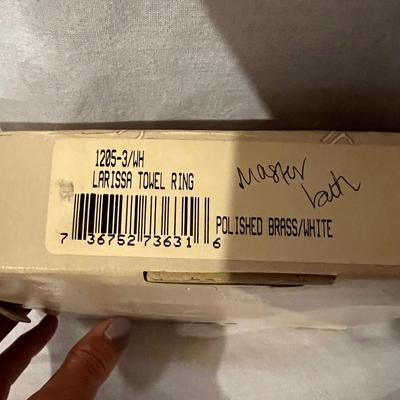 1205-3/WH
LARISSA TOWEL RING
Master
bath
7 36752 73631 6
POLISHED BRASS/WHITE